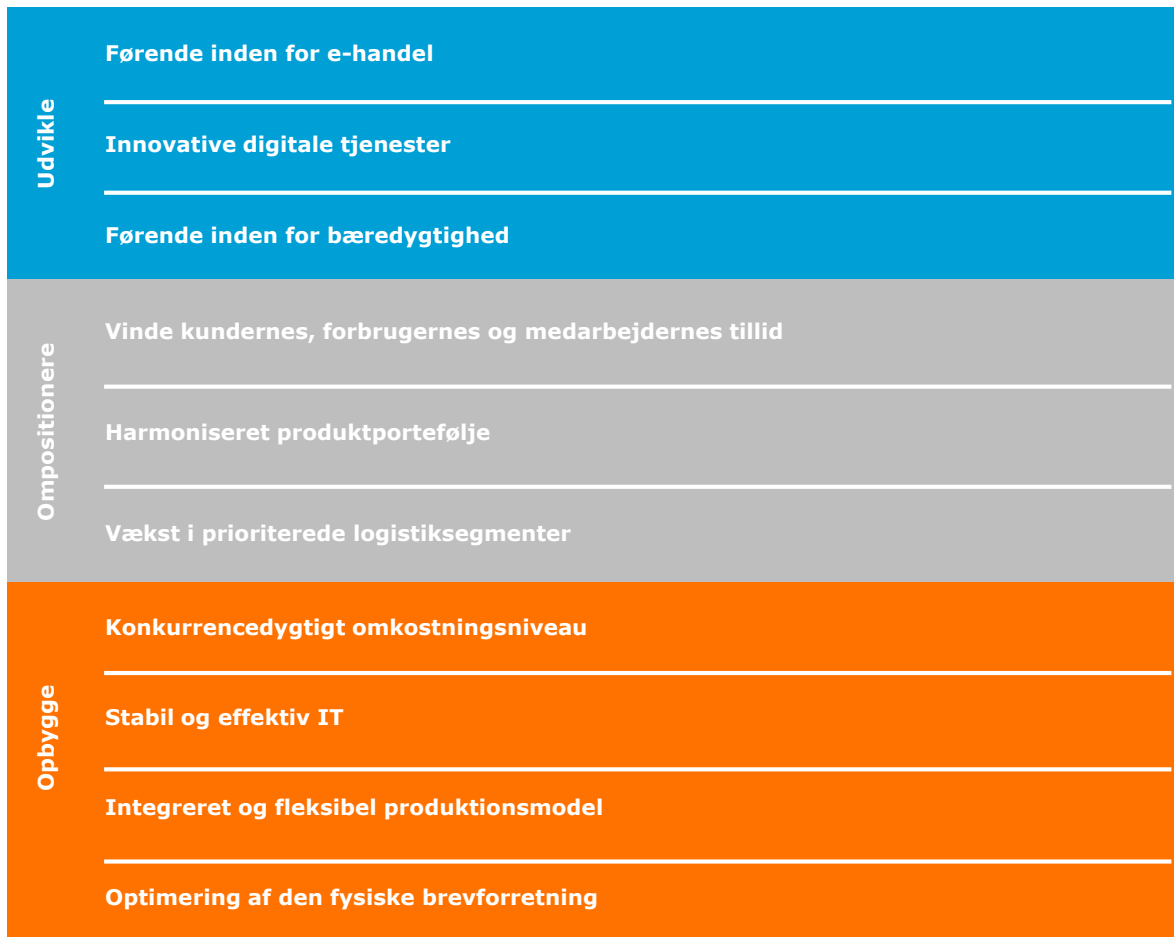 Udvikle
Førende inden for e-handel
Innovative digitale tjenester
Førende inden for bæredygtighed
Ompositionere
Vinde kundernes, forbrugernes og medarbejdernes tillid
Harmoniseret produktportefølje
Vækst i prioriterede logistiksegmenter
Opbygge
Konkurrencedygtigt omkostningsniveau
Stabil og effektiv IT
Integreret og fleksibel produktionsmodel
Optimering af den fysiske brevforretning